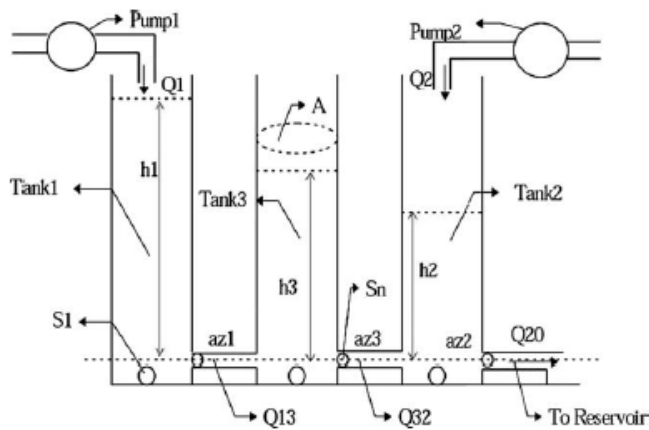 Pump1
Pump2
Q1
Q2
A
h1
Tank1
Tank3
Tank2
h3
h2
Sn
S1
az1
az3
az2
Q20
Q13
Q32
To Reservoir